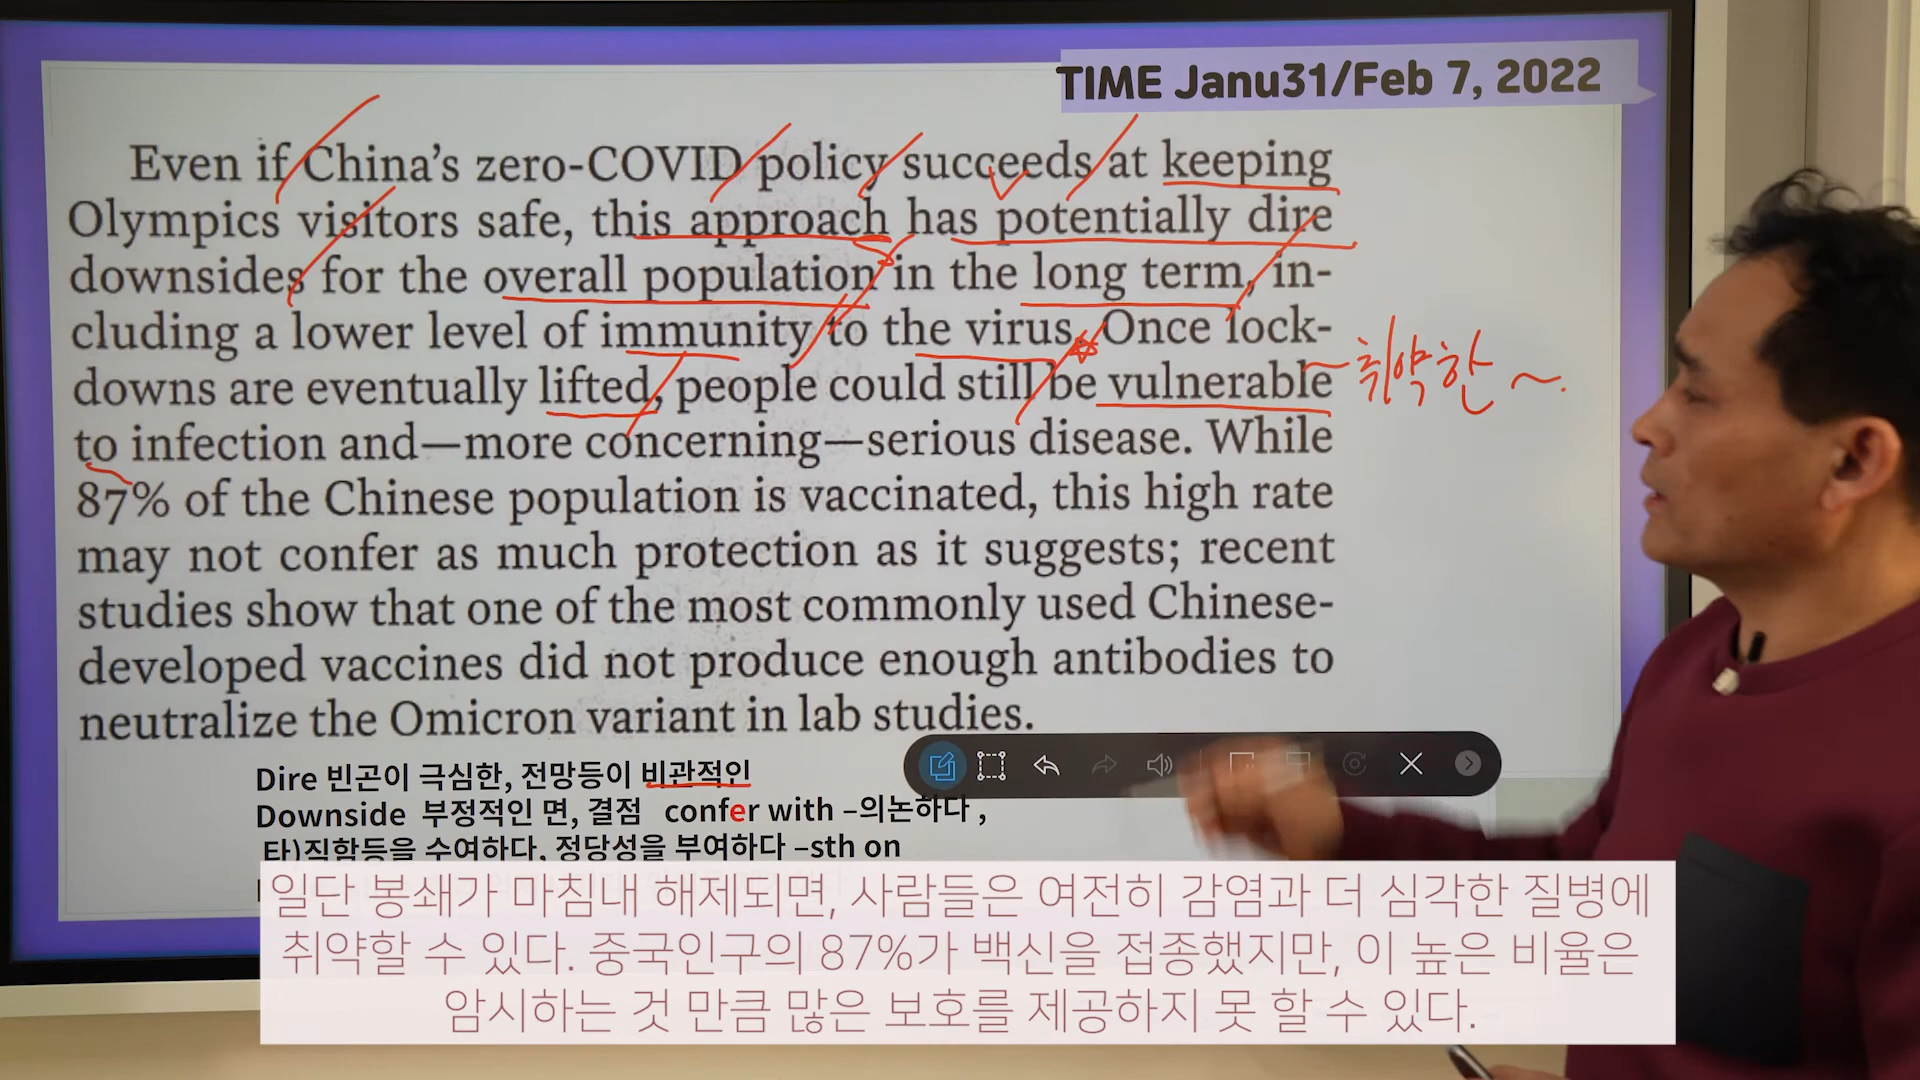 TIME Janu31/Feb 7, 2022
Even if China's zero-COVID policy succeeds at keeping
Olympics visitors safe, this approach has potentially dire
downsides for the overall population in the long term, in-
cluding a lower level of immunity to the virus. Once lock-
downs are eventually lifted, people could still be vulnerable
취약한 ~.
to infection and—more concerning—serious disease. While
87% of the Chinese population is vaccinated, this high rate
may not confer as much protection as it suggests; recent
studies show that one of the most commonly used Chinese-
developed vaccines did not produce enough antibodies to
neutralize the Omicron variant in lab studies.
Dire 빈곤이 극심한, 전망등이 비관적인
Downside 부정적인 면, 결점 confer with –의논하다 ,
타)직함등을 수여하다, 정당성을 부여하다 –sth on
일단 봉쇄가 마침내 해제되면, 사람들은 여전히 감염과 더 심각한 질병에
취약할 수 있다. 중국인구의 87%가 백신을 접종했지만, 이 높은 비율은
암시하는 것 만큼 많은 보호를 제공하지 못 할 수 있다.